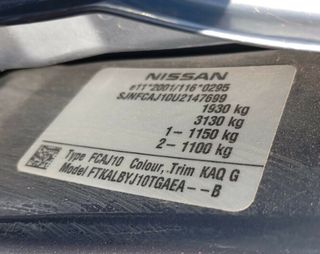 NISSAN
e11*2001/116*0295
SJNFCAJ10U2147699
1930 kg
3130 kg
1- 1150 kg
2- 1100 kg
Type FCAJ10 Colour,.Trim KAQ G
Model FTKALBYJ10TGAEA--B